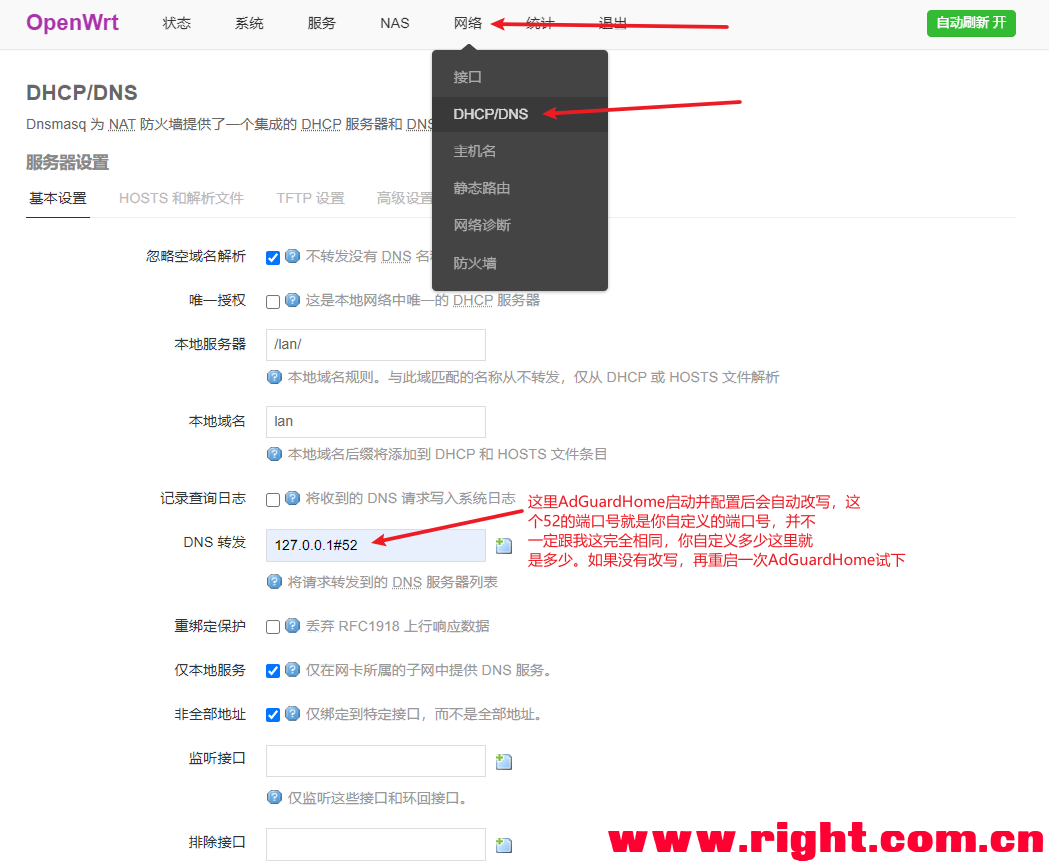 OpenWrt 状态 系统 服务 NAS 网络 统计 退出 自动刷新 开
接口
DHCP/DNS
主机名
静态路由
网络诊断
防火墙
DHCP/DNS
Dnsmasq 为 NAT 防火墙提供了一个集成的 DHCP 服务器和 DNS
服务器设置
基本设置 HOSTS 和解析文件 TFTP 设置 高级设置
忽略空域名解析 不转发没有 DNS 名
唯一授权 这是本地网络中唯一的 DHCP 服务器
本地服务器 /lan/
本地域名规则。与此域匹配的名称从不转发，仅从 DHCP 或 HOSTS 文件解析
本地域名 lan
本地域名后缀将添加到 DHCP 和 HOSTS 文件条目
记录查询日志 将收到的 DNS 请求写入系统日志
这里AdGuardHome启动并配置后会自动改写，这
个52的端口号就是你自定义的端口号，并不
一定跟我这完全相同，你自定义多少这里就
是多少。如果没有改写，再重启一次AdGuardHome试下
DNS 转发 127.0.0.1#52
将请求转发到的 DNS 服务器列表
重绑定保护 丢弃 RFC1918 上行响应数据
仅本地服务 仅在网卡所属的子网中提供 DNS 服务。
非全部地址 仅绑定到特定接口，而不是全部地址。
监听接口
仅监听这些接口和环回接口。
排除接口
www.right.com.cn